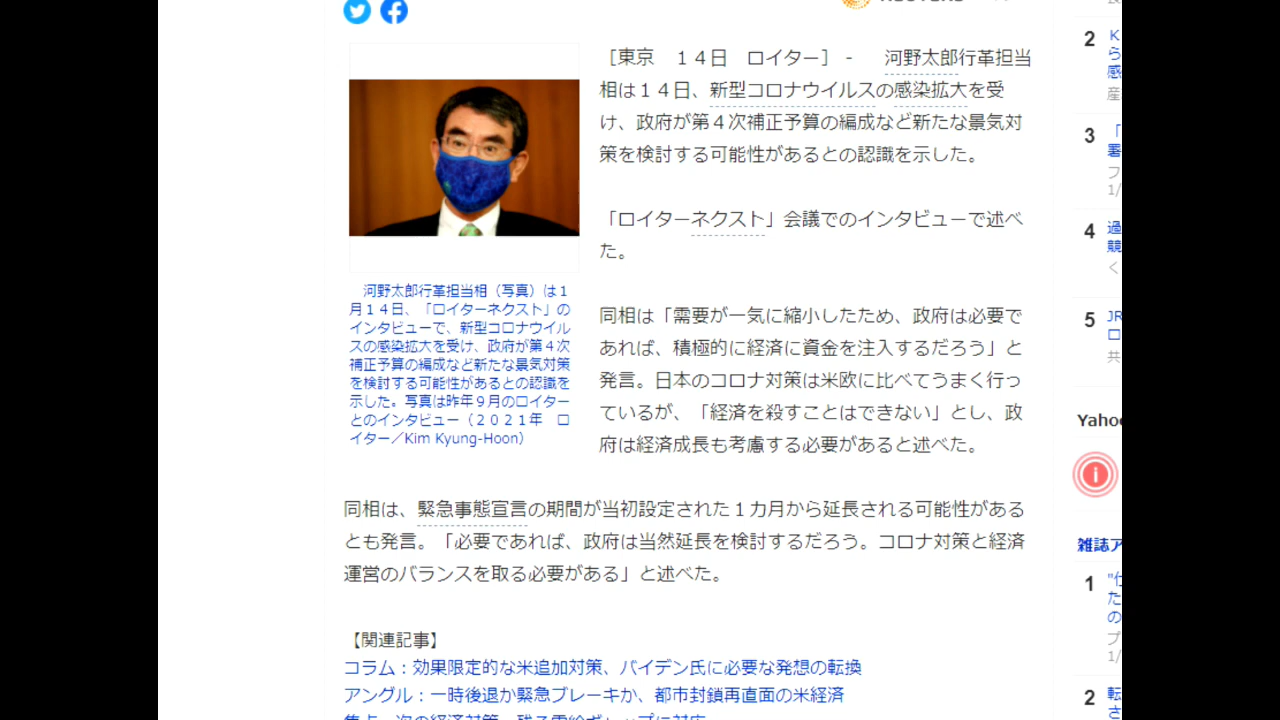 ［東京　１４日　ロイター］ -　 河野太郎行革担当
相は１４日、新型コロナウイルスの感染拡大を受
け、政府が第４次補正予算の編成など新たな景気対
策を検討する可能性があるとの認識を示した。
「ロイターネクスト」会議でのインタビューで述べ
た。
同相は「需要が一気に縮小したため、政府は必要で
あれば、積極的に経済に資金を注入するだろう」と
発言。日本のコロナ対策は米欧に比べてうまく行っ
ているが、「経済を殺すことはできない」とし、政
府は経済成長も考慮する必要があると述べた。
　河野太郎行革担当相（写真）は１
月１４日、「ロイターネクスト」の
インタビューで、新型コロナウイル
スの感染拡大を受け、政府が第４次
補正予算の編成など新たな景気対策
を検討する可能性があるとの認識を
示した。写真は昨年９月のロイター
とのインタビュー（２０２１年　ロ
イター／Kim Kyung-Hoon）
同相は、緊急事態宣言の期間が当初設定された１カ月から延長される可能性がある
とも発言。「必要であれば、政府は当然延長を検討するだろう。コロナ対策と経済
運営のバランスを取る必要がある」と述べた。
【関連記事】
コラム：効果限定的な米追加対策、バイデン氏に必要な発想の転換
アングル：一時後退か緊急ブレーキか、都市封鎖再直面の米経済
2 K
ら
感
産
3 「
署
フ
1/
4 過
競
く
5 JR
ロ
共
Yahoo
雑誌ア
1 "仕
た
の
プ
1/
2 転
さ